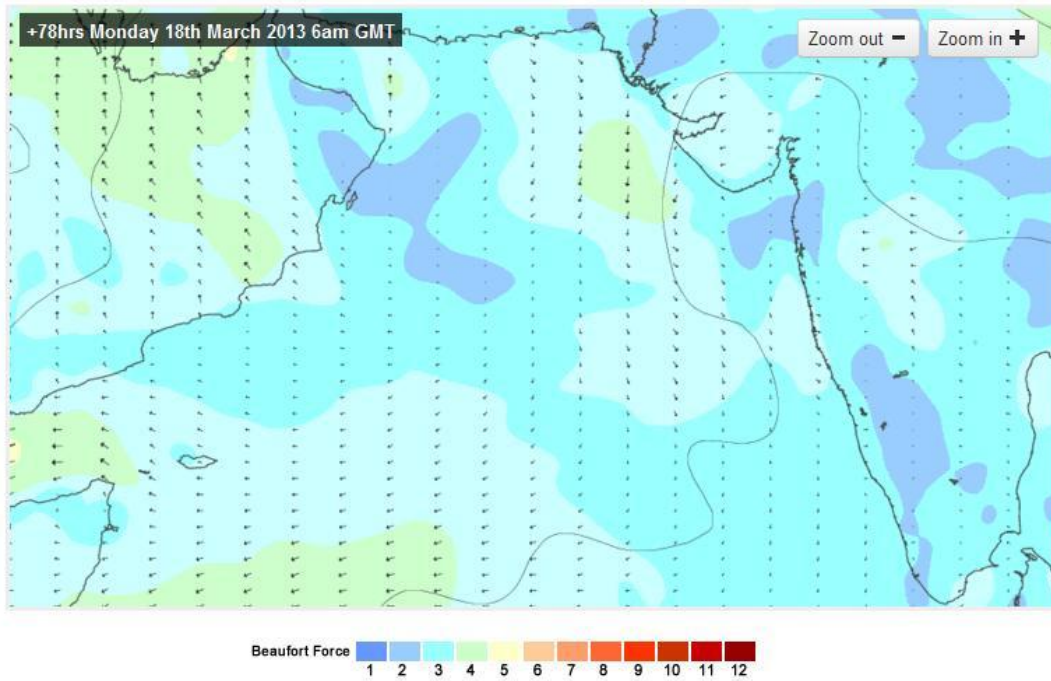 +78hrs Monday 18th March 2013 6am GMT
Zoom out −
Zoom in +
Beaufort Force
1 2 3 4 5 6 7 8 9 10 11 12